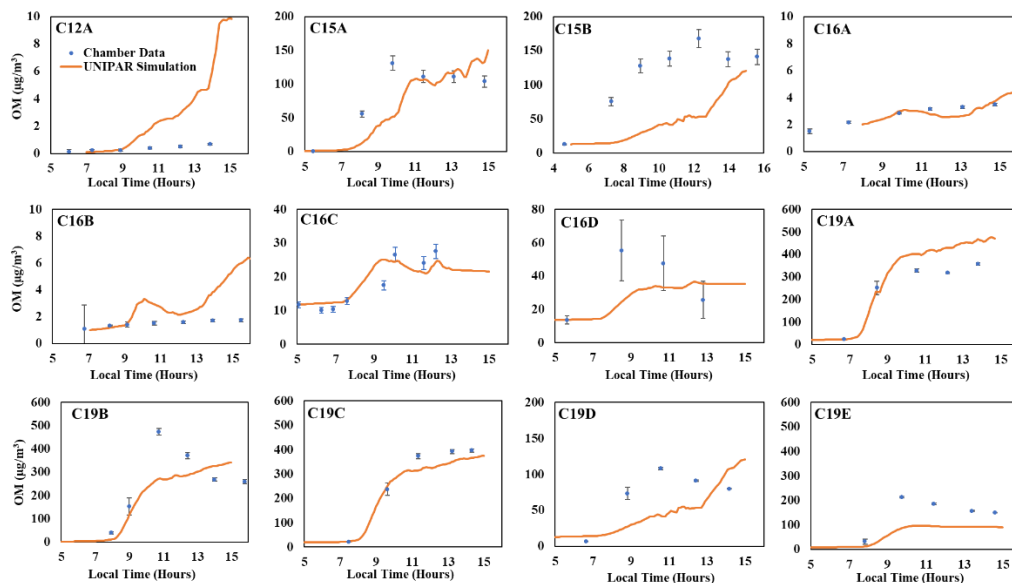 C12A
Chamber Data
UNIPAR Simulation
OM (µg/m³)
10
8
6
4
2
0
5 7 9 11 13 15
Local Time (Hours)
C15A
200
150
100
50
0
5 7 9 11 13 15
Local Time (Hours)
C15B
200
150
100
50
0
4 6 8 10 12 14 16
Local Time (Hours)
C16A
10
8
6
4
2
0
5 7 9 11 13 15
Local Time (Hours)
C16B
OM (µg/m³)
10
8
6
4
2
0
5 7 9 11 13 15
Local Time (Hours)
C16C
40
30
20
10
0
5 7 9 11 13 15
Local Time (Hours)
C16D
80
60
40
20
0
5 7 9 11 13 15
Local Time (Hours)
C19A
600
500
400
300
200
100
0
5 7 9 11 13 15
Local Time (Hours)
C19B
OM (µg/m³)
600
500
400
300
200
100
0
5 7 9 11 13 15
Local Time (Hours)
C19C
600
500
400
300
200
100
0
5 7 9 11 13 15
Local Time (Hours)
C19D
200
150
100
50
0
5 7 9 11 13 15
Local Time (Hours)
C19E
600
500
400
300
200
100
0
5 7 9 11 13 15
Local Time (Hours)